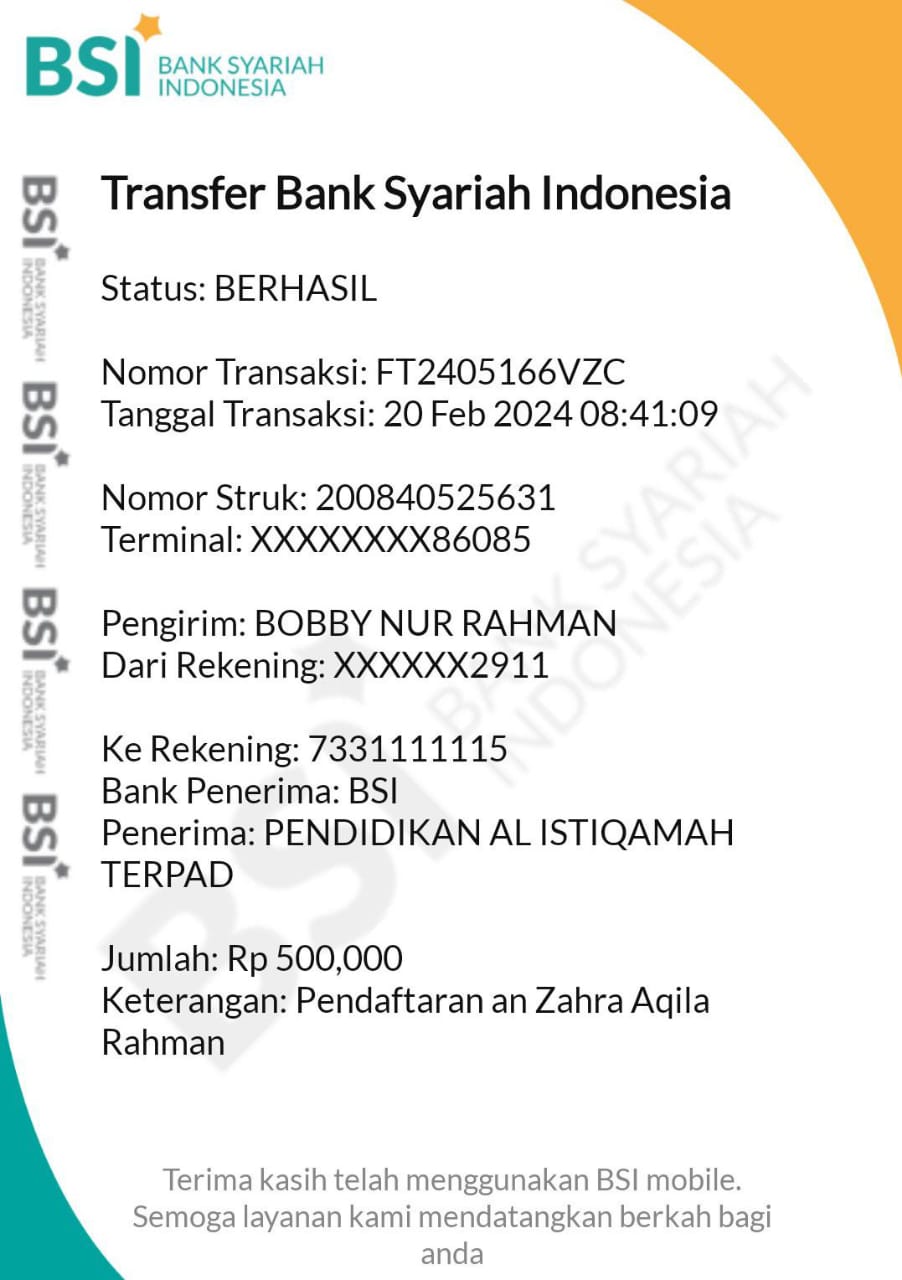 BSI BANK SYARIAH
INDONESIA
Transfer Bank Syariah Indonesia
Status: BERHASIL
Nomor Transaksi: FT2405166VZC
Tanggal Transaksi: 20 Feb 2024 08:41:09
Nomor Struk: 200840525631
Terminal: XXXXXXXX86085
Pengirim: BOBBY NUR RAHMAN
Dari Rekening: XXXXXX2911
Ke Rekening: 7331111115
Bank Penerima: BSI
Penerima: PENDIDIKAN AL ISTIQAMAH
TERPAD
Jumlah: Rp 500,000
Keterangan: Pendaftaran an Zahra Aqila
Rahman
Terima kasih telah menggunakan BSI mobile.
Semoga layanan kami mendatangkan berkah bagi
anda
BSI BANK SYARIAH
INDONESIA
BSI BANK SYARIAH
INDONESIA
BSI BANK SYARIAH
INDONESIA
BSI BANK SYARIAH
INDONESIA
BSI BANK SYARIAH
INDONESIA